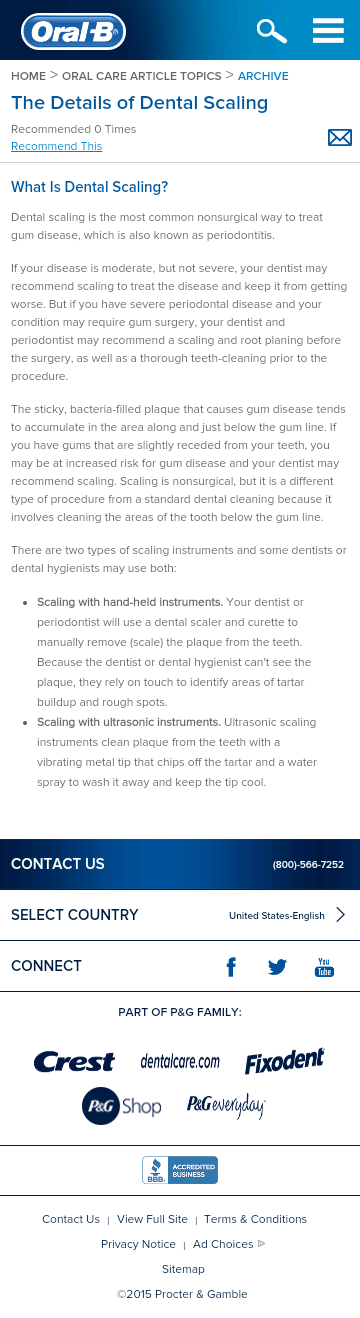 Oral-B
HOME > ORAL CARE ARTICLE TOPICS > ARCHIVE
The Details of Dental Scaling
Recommended 0 Times
Recommend This
What Is Dental Scaling?
Dental scaling is the most common nonsurgical way to treat
gum disease, which is also known as periodontitis.
If your disease is moderate, but not severe, your dentist may
recommend scaling to treat the disease and keep it from getting
worse. But if you have severe periodontal disease and your
condition may require gum surgery, your dentist and
periodontist may recommend a scaling and root planing before
the surgery, as well as a thorough teeth-cleaning prior to the
procedure.
The sticky, bacteria-filled plaque that causes gum disease tends
to accumulate in the area along and just below the gum line. If
you have gums that are slightly receded from your teeth, you
may be at increased risk for gum disease and your dentist may
recommend scaling. Scaling is nonsurgical, but it is a different
type of procedure from a standard dental cleaning because it
involves cleaning the areas of the tooth below the gum line.
There are two types of scaling instruments and some dentists or
dental hygienists may use both:
• Scaling with hand-held instruments. Your dentist or
periodontist will use a dental scaler and curette to
manually remove (scale) the plaque from the teeth.
Because the dentist or dental hygienist can't see the
plaque, they rely on touch to identify areas of tartar
buildup and rough spots.
• Scaling with ultrasonic instruments. Ultrasonic scaling
instruments clean plaque from the teeth with a
vibrating metal tip that chips off the tartar and a water
spray to wash it away and keep the tip cool.
CONTACT US (800)-566-7252
SELECT COUNTRY United States-English
CONNECT f You Tube
PART OF P&G FAMILY:
Crest dentalcare.com Fixodent
P&G Shop P&G everyday
BBB ACCREDITED BUSINESS
Contact Us | View Full Site | Terms & Conditions
Privacy Notice | Ad Choices
Sitemap
©2015 Procter & Gamble